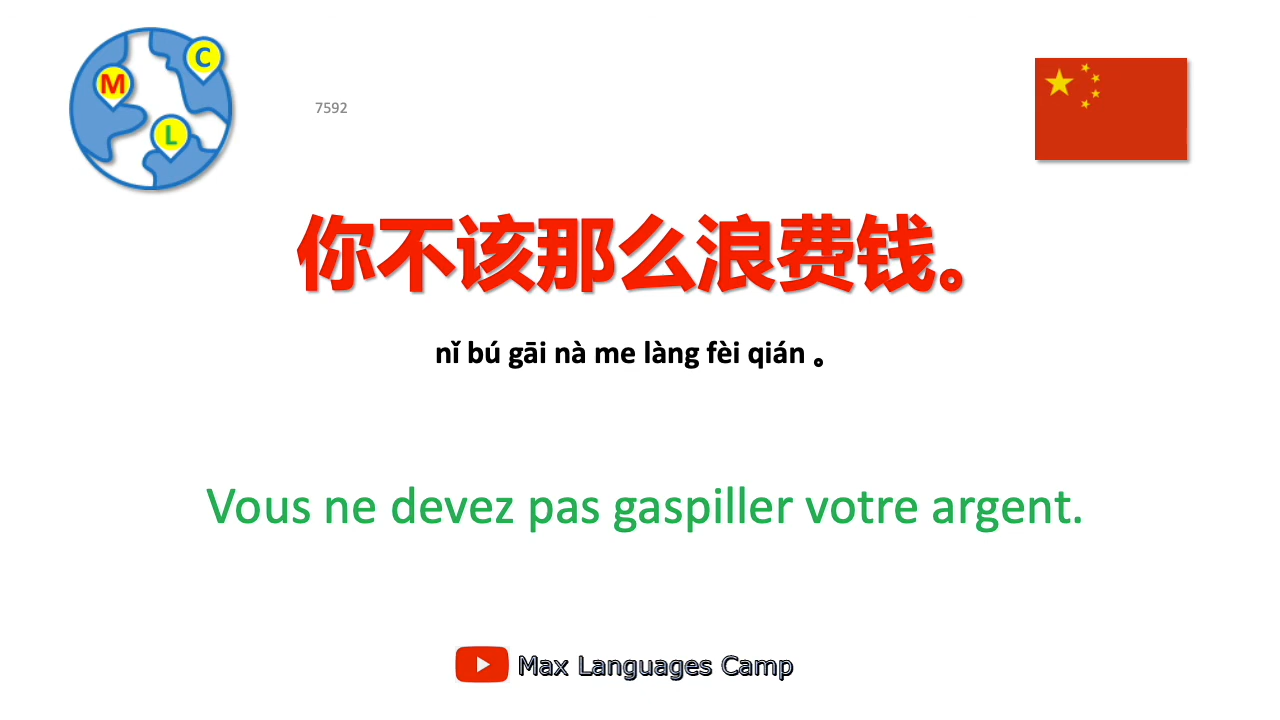 M
C
L
7592
你不该那么浪费钱。
nǐ bú gāi nà me làng fèi qián 。
Vous ne devez pas gaspiller votre argent.
Max Languages Camp